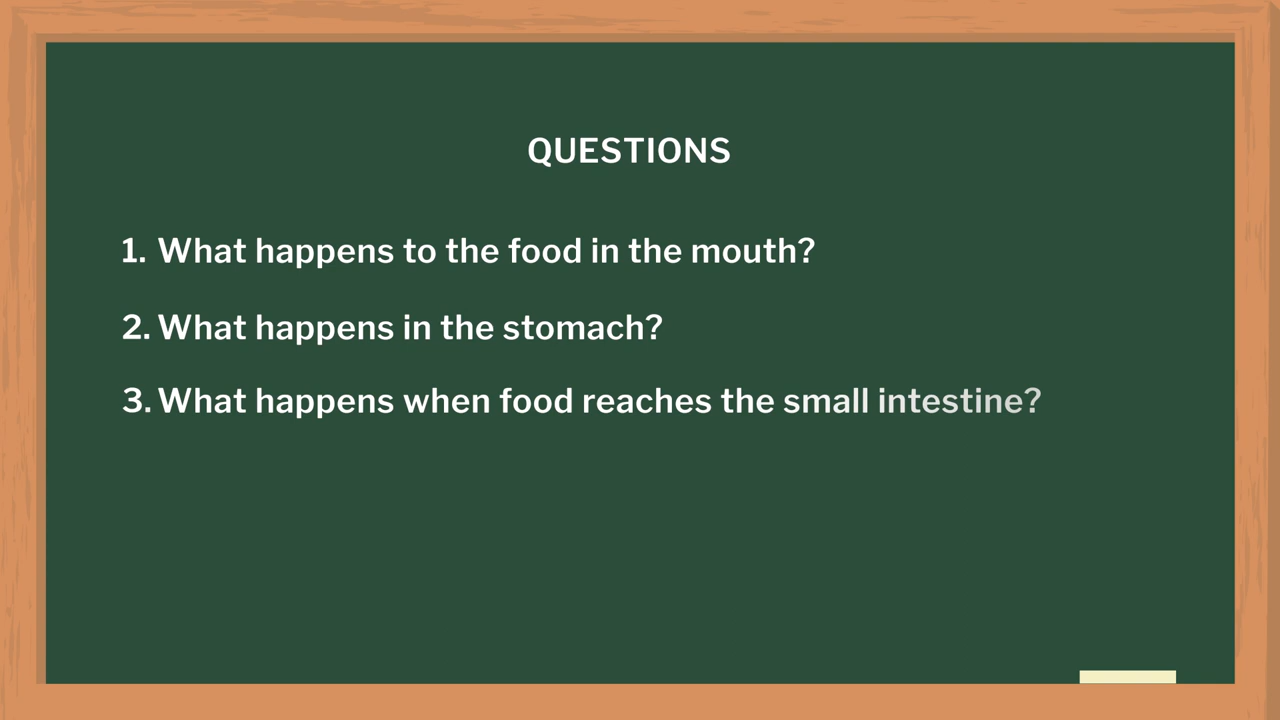 QUESTIONS
1. What happens to the food in the mouth?
2. What happens in the stomach?
3. What happens when food reaches the small intestine?